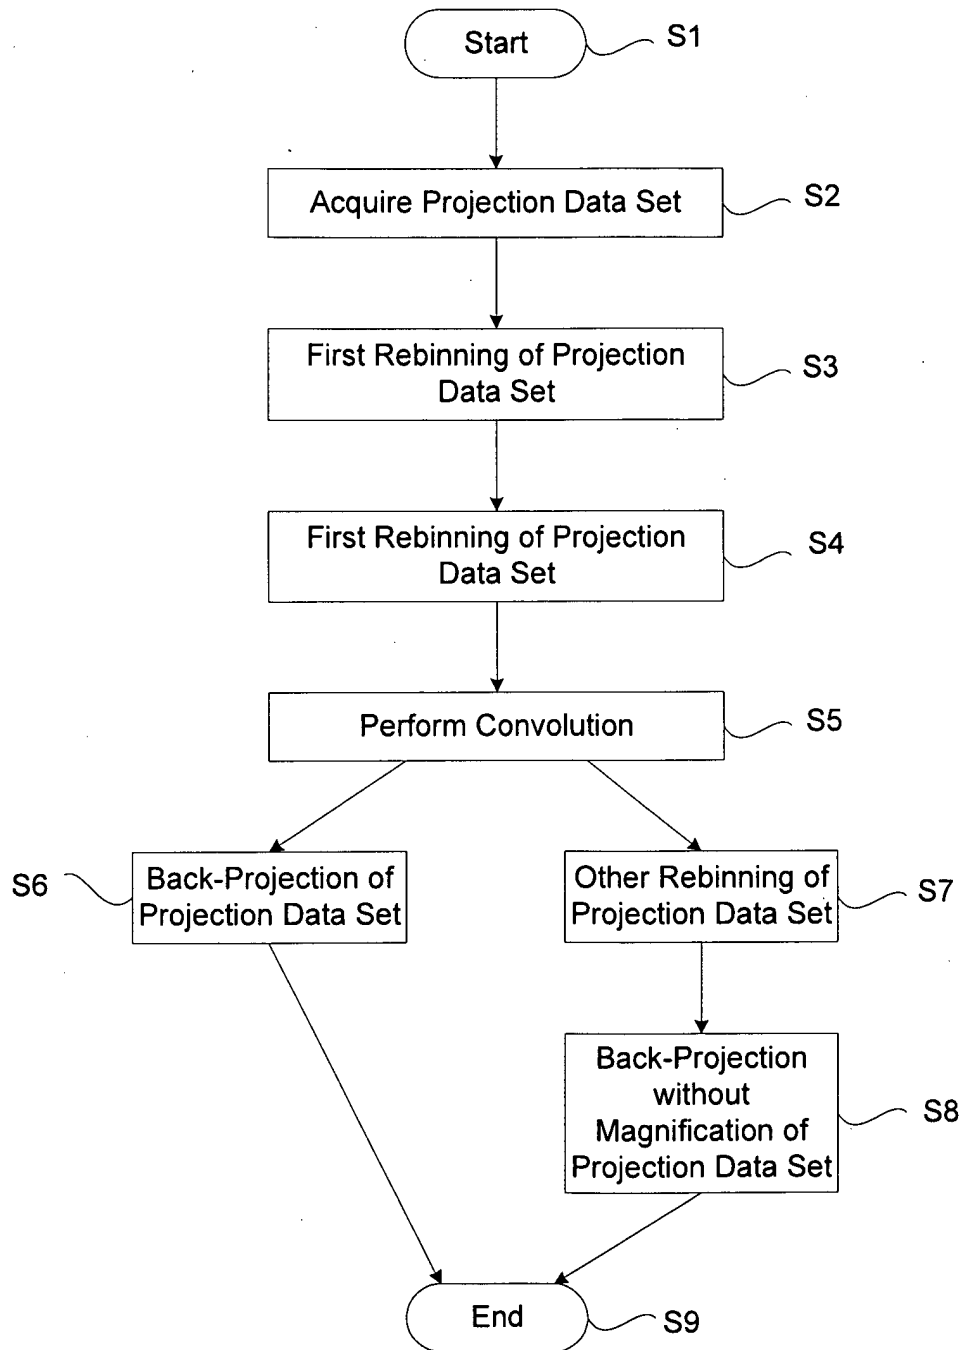 Start
S1
Acquire Projection Data Set
S2
First Rebinning of Projection
Data Set
S3
First Rebinning of Projection
Data Set
S4
Perform Convolution
S5
S6
Back-Projection of
Projection Data Set
Other Rebinning of
Projection Data Set
S7
Back-Projection
without
Magnification of
Projection Data Set
S8
End
S9